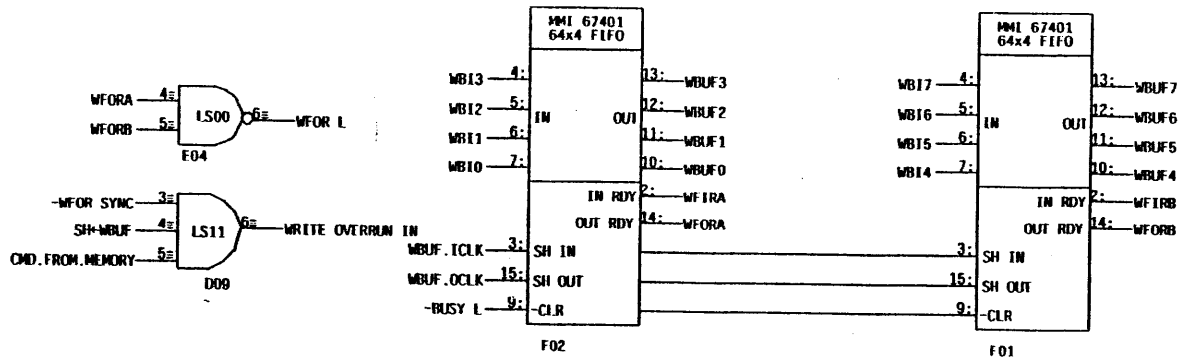 MMI 67401
64x4 FIFO
WBI3 4: 13: WBUF3
WBI2 5: 12: WBUF2
IN OUT
WBI1 6: 11: WBUF1
WBI0 7: 10: WBUF0
IN RDY 2: WFIRA
OUT RDY 14: WFORA
WBUF.ICLK 3: SH IN
WBUF.OCLK 15: SH OUT
-BUSY L 9: -CLR
F02
MMI 67401
64x4 FIFO
WBI7 4: 13: WBUF7
WBI6 5: 12: WBUF6
IN OUT
WBI5 6: 11: WBUF5
WBI4 7: 10: WBUF4
IN RDY 2: WFIRB
OUT RDY 14: WFORB
3: SH IN
15: SH OUT
9: -CLR
F01
WFORA 4≡
LS00 6≡ WFOR L
WFORB 5≡
E04
-WFOR SYNC 3≡
SH←WBUF 4≡ LS11 6≡ WRITE OVERRUN IN
CMD.FROM.MEMORY 5≡
D09